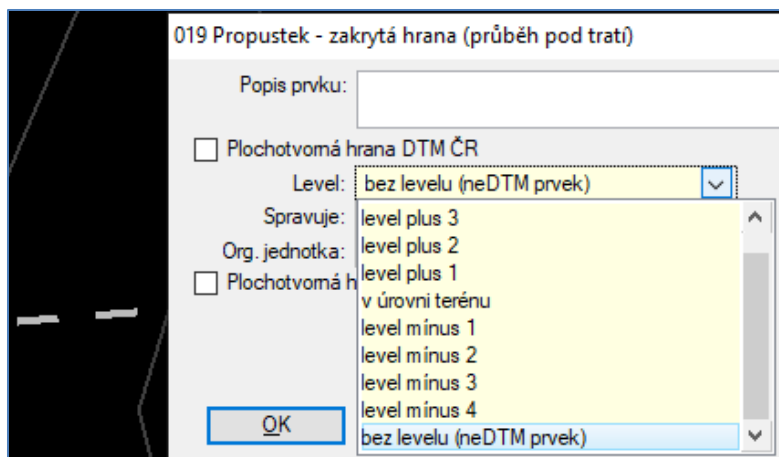 019 Propustek - zakrytá hrana (průběh pod tratí)
Popis prvku:
Plochotvorná hrana DTM ČR
Level: bez levelu (neDTM prvek)
Spravuje:
Org. jednotka:
Plochotvorná h
level plus 3
level plus 2
level plus 1
v úrovni terénu
level mínus 1
level mínus 2
level mínus 3
level mínus 4
bez levelu (neDTM prvek)
OK